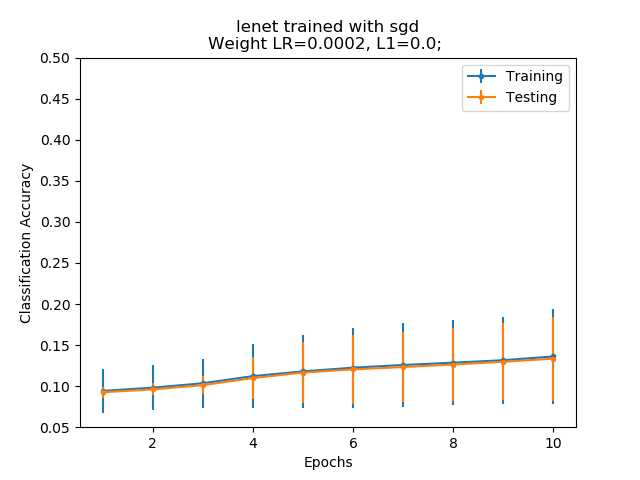 lenet trained with sgd
Weight LR=0.0002, L1=0.0;
Training
Testing
0.50
0.45
0.40
0.35
0.30
0.25
0.20
0.15
0.10
0.05
Classification Accuracy
2
4
6
8
10
Epochs